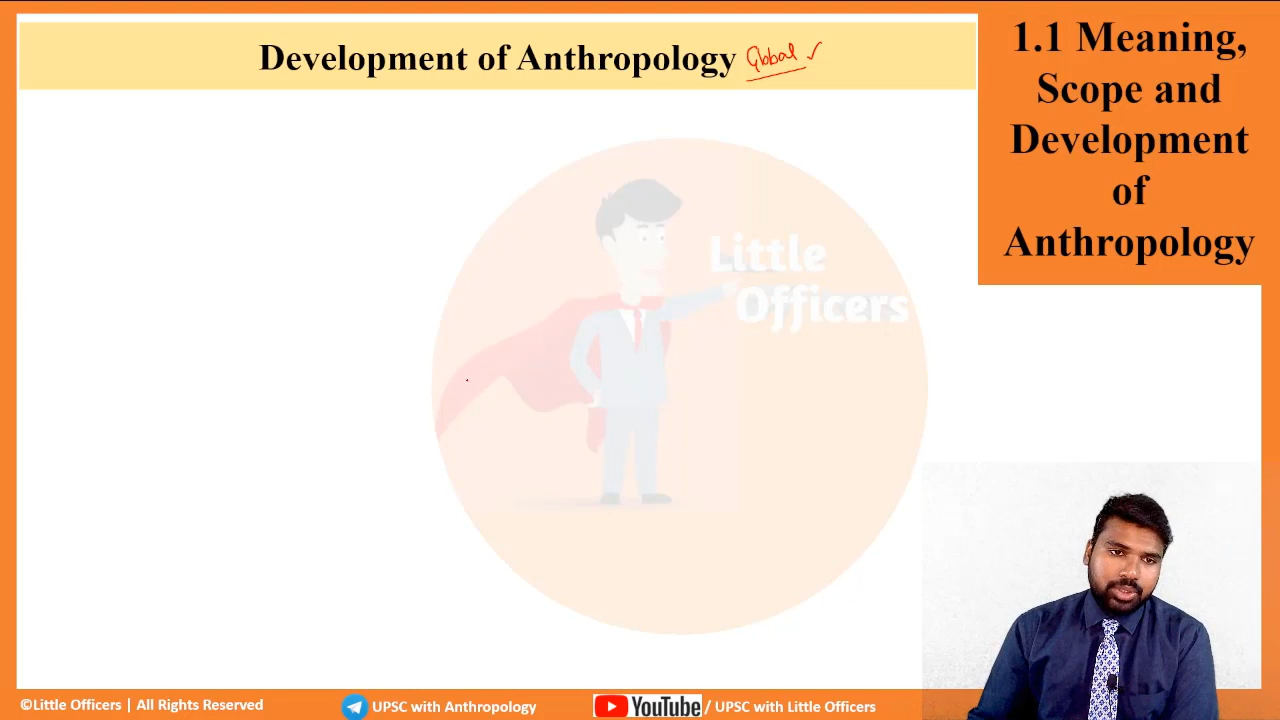 Development of Anthropology Global
1.1 Meaning,
Scope and
Development
of
Anthropology
Little
Officers
©Little Officers | All Rights Reserved
UPSC with Anthropology
YouTube / UPSC with Little Officers